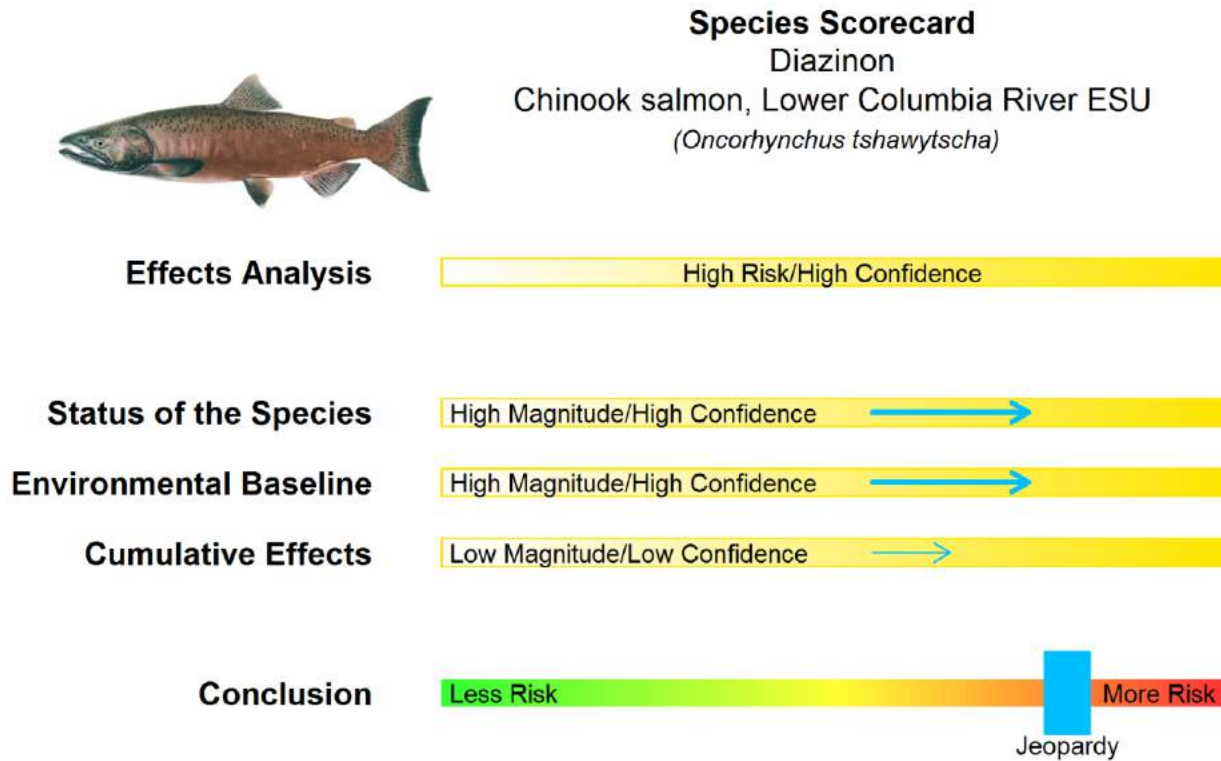 Species Scorecard
Diazinon
Chinook salmon, Lower Columbia River ESU
(Oncorhynchus tshawytscha)
Effects Analysis
High Risk/High Confidence
Status of the Species
High Magnitude/High Confidence
Environmental Baseline
High Magnitude/High Confidence
Cumulative Effects
Low Magnitude/Low Confidence
Conclusion
Less Risk
More Risk
Jeopardy